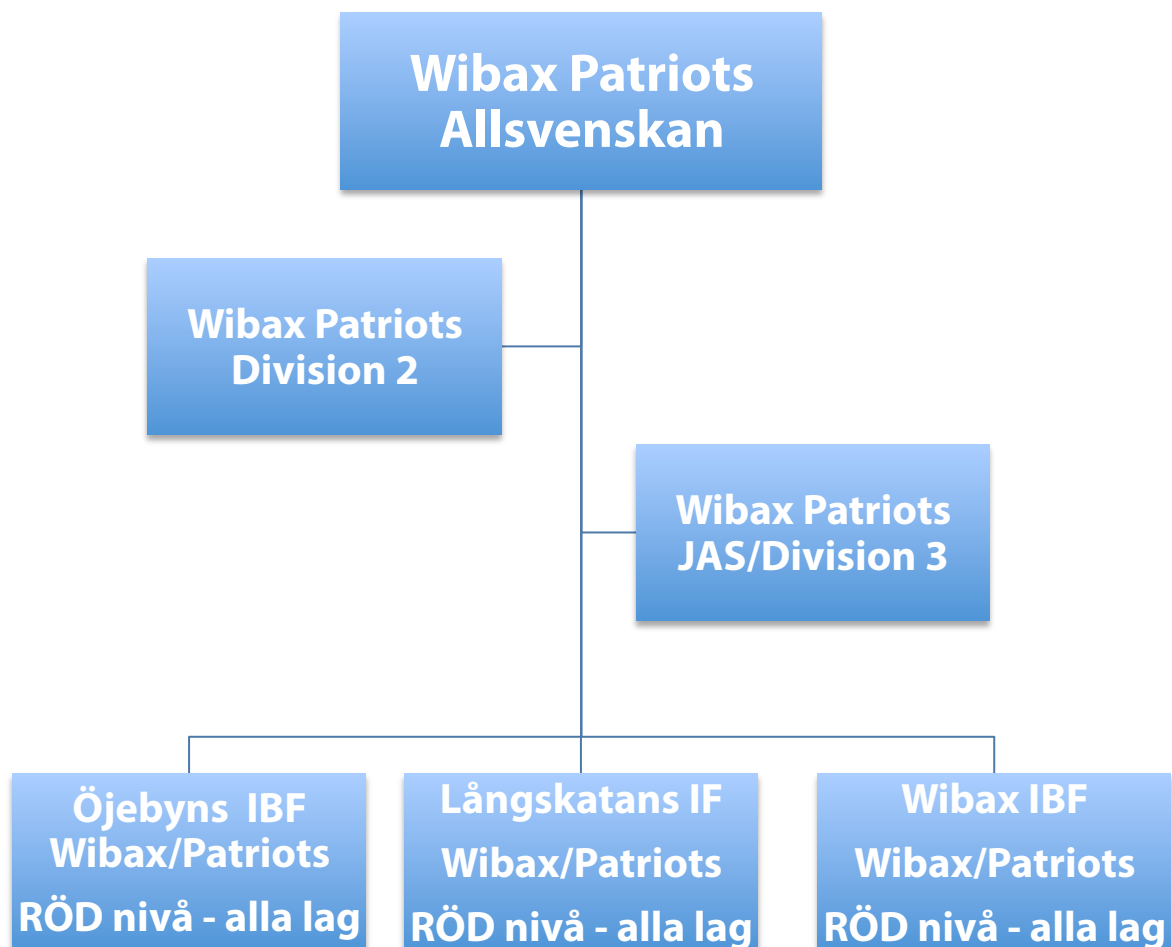 Wibax Patriots
Allsvenskan
Wibax Patriots
Division 2
Wibax Patriots
JAS/Division 3
Öjebyns IBF
Wibax/Patriots
RÖD nivå - alla lag
Långskatans IF
Wibax/Patriots
RÖD nivå - alla lag
Wibax IBF
Wibax/Patriots
RÖD nivå - alla lag